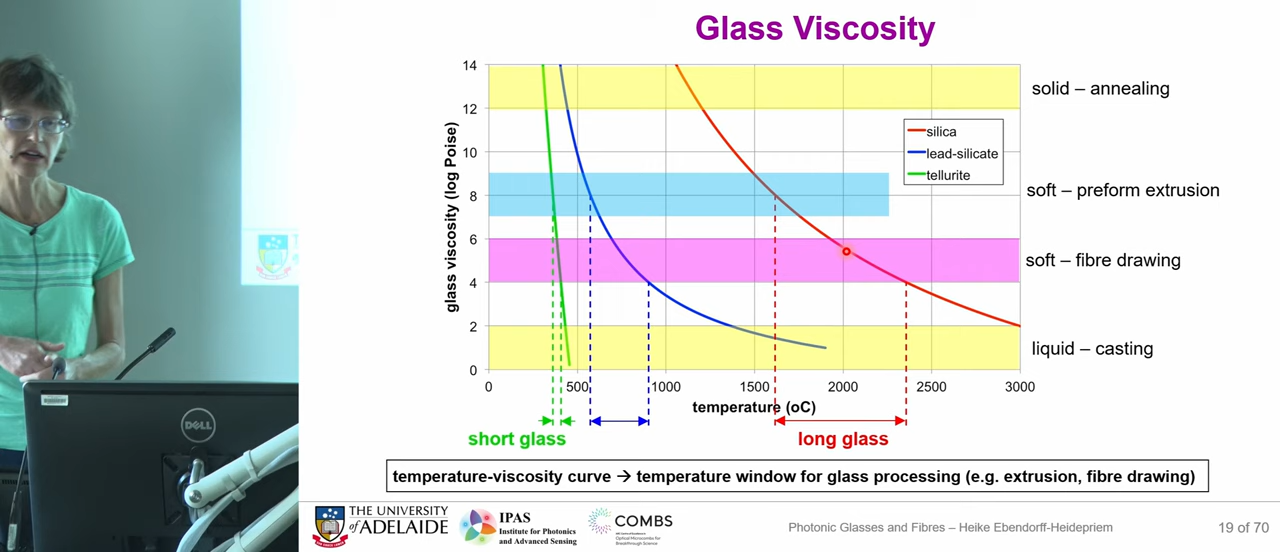 Glass Viscosity
14
12
10
8
6
4
2
0
glass viscosity (log Poise)
0
500
1000
1500
2000
2500
3000
temperature (oC)
silica
lead-silicate
tellurite
solid – annealing
soft – preform extrusion
soft – fibre drawing
liquid – casting
short glass
long glass
temperature-viscosity curve → temperature window for glass processing (e.g. extrusion, fibre drawing)
THE UNIVERSITY
of ADELAIDE
IPAS
Institute for Photonics
and Advanced Sensing
COMBS
Photonic Glasses and Fibres – Heike Ebendorff-Heidepriem
19 of 70
DELL